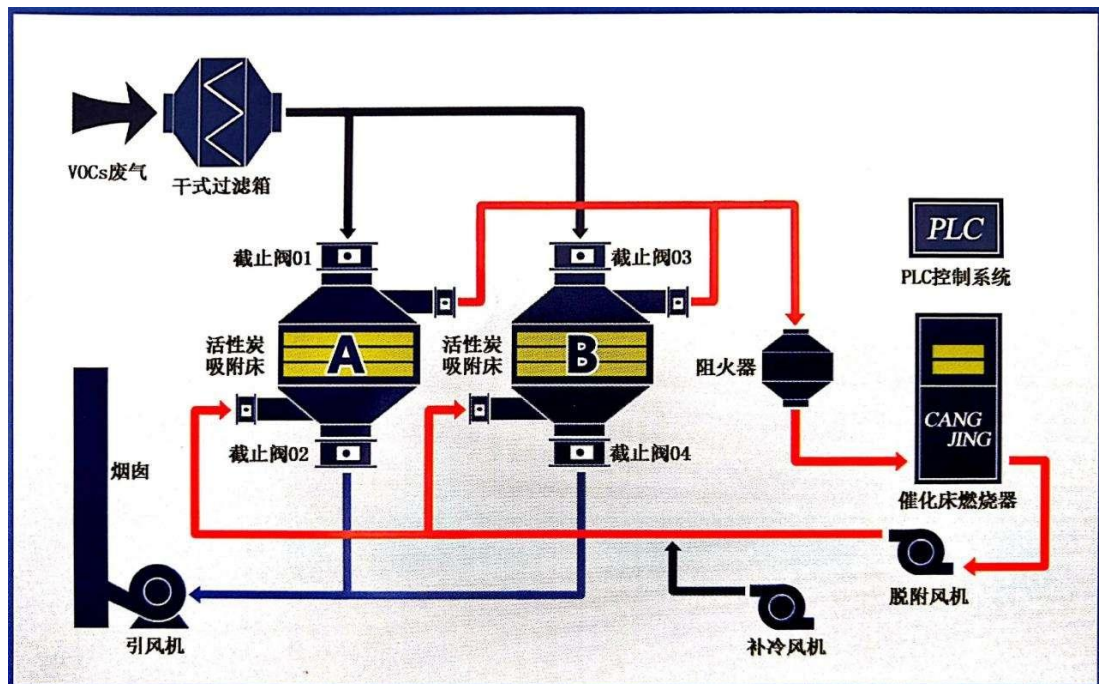 VOCs废气
干式过滤箱
截止阀01
截止阀03
PLC
PLC控制系统
活性炭
吸附床
A
活性炭
吸附床
B
阻火器
CANG
JING
截止阀02
截止阀04
烟囱
催化床燃烧器
脱附风机
引风机
补冷风机